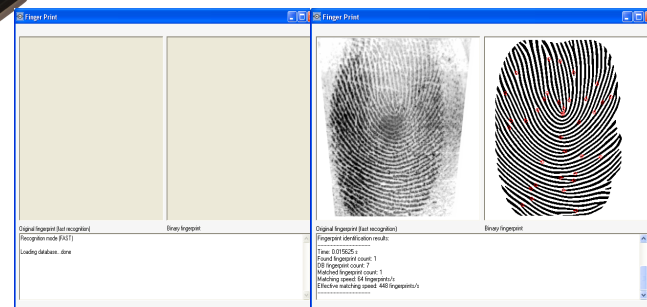 Finger Print
Original fingerprint (last recognition)
Binary fingerprint
Recognition mode (FAST)
Loading database...done
Finger Print
Original fingerprint (last recognition)
Binary fingerprint
Fingerprint identification results:
----------------------------
Time: 0.015625 s
Found fingerprint count: 1
DB fingerprint count: 7
Matched fingerprint count: 1
Matching speed: 64 fingerprints/s
Effective matching speed: 448 fingerprints/s
----------------------------